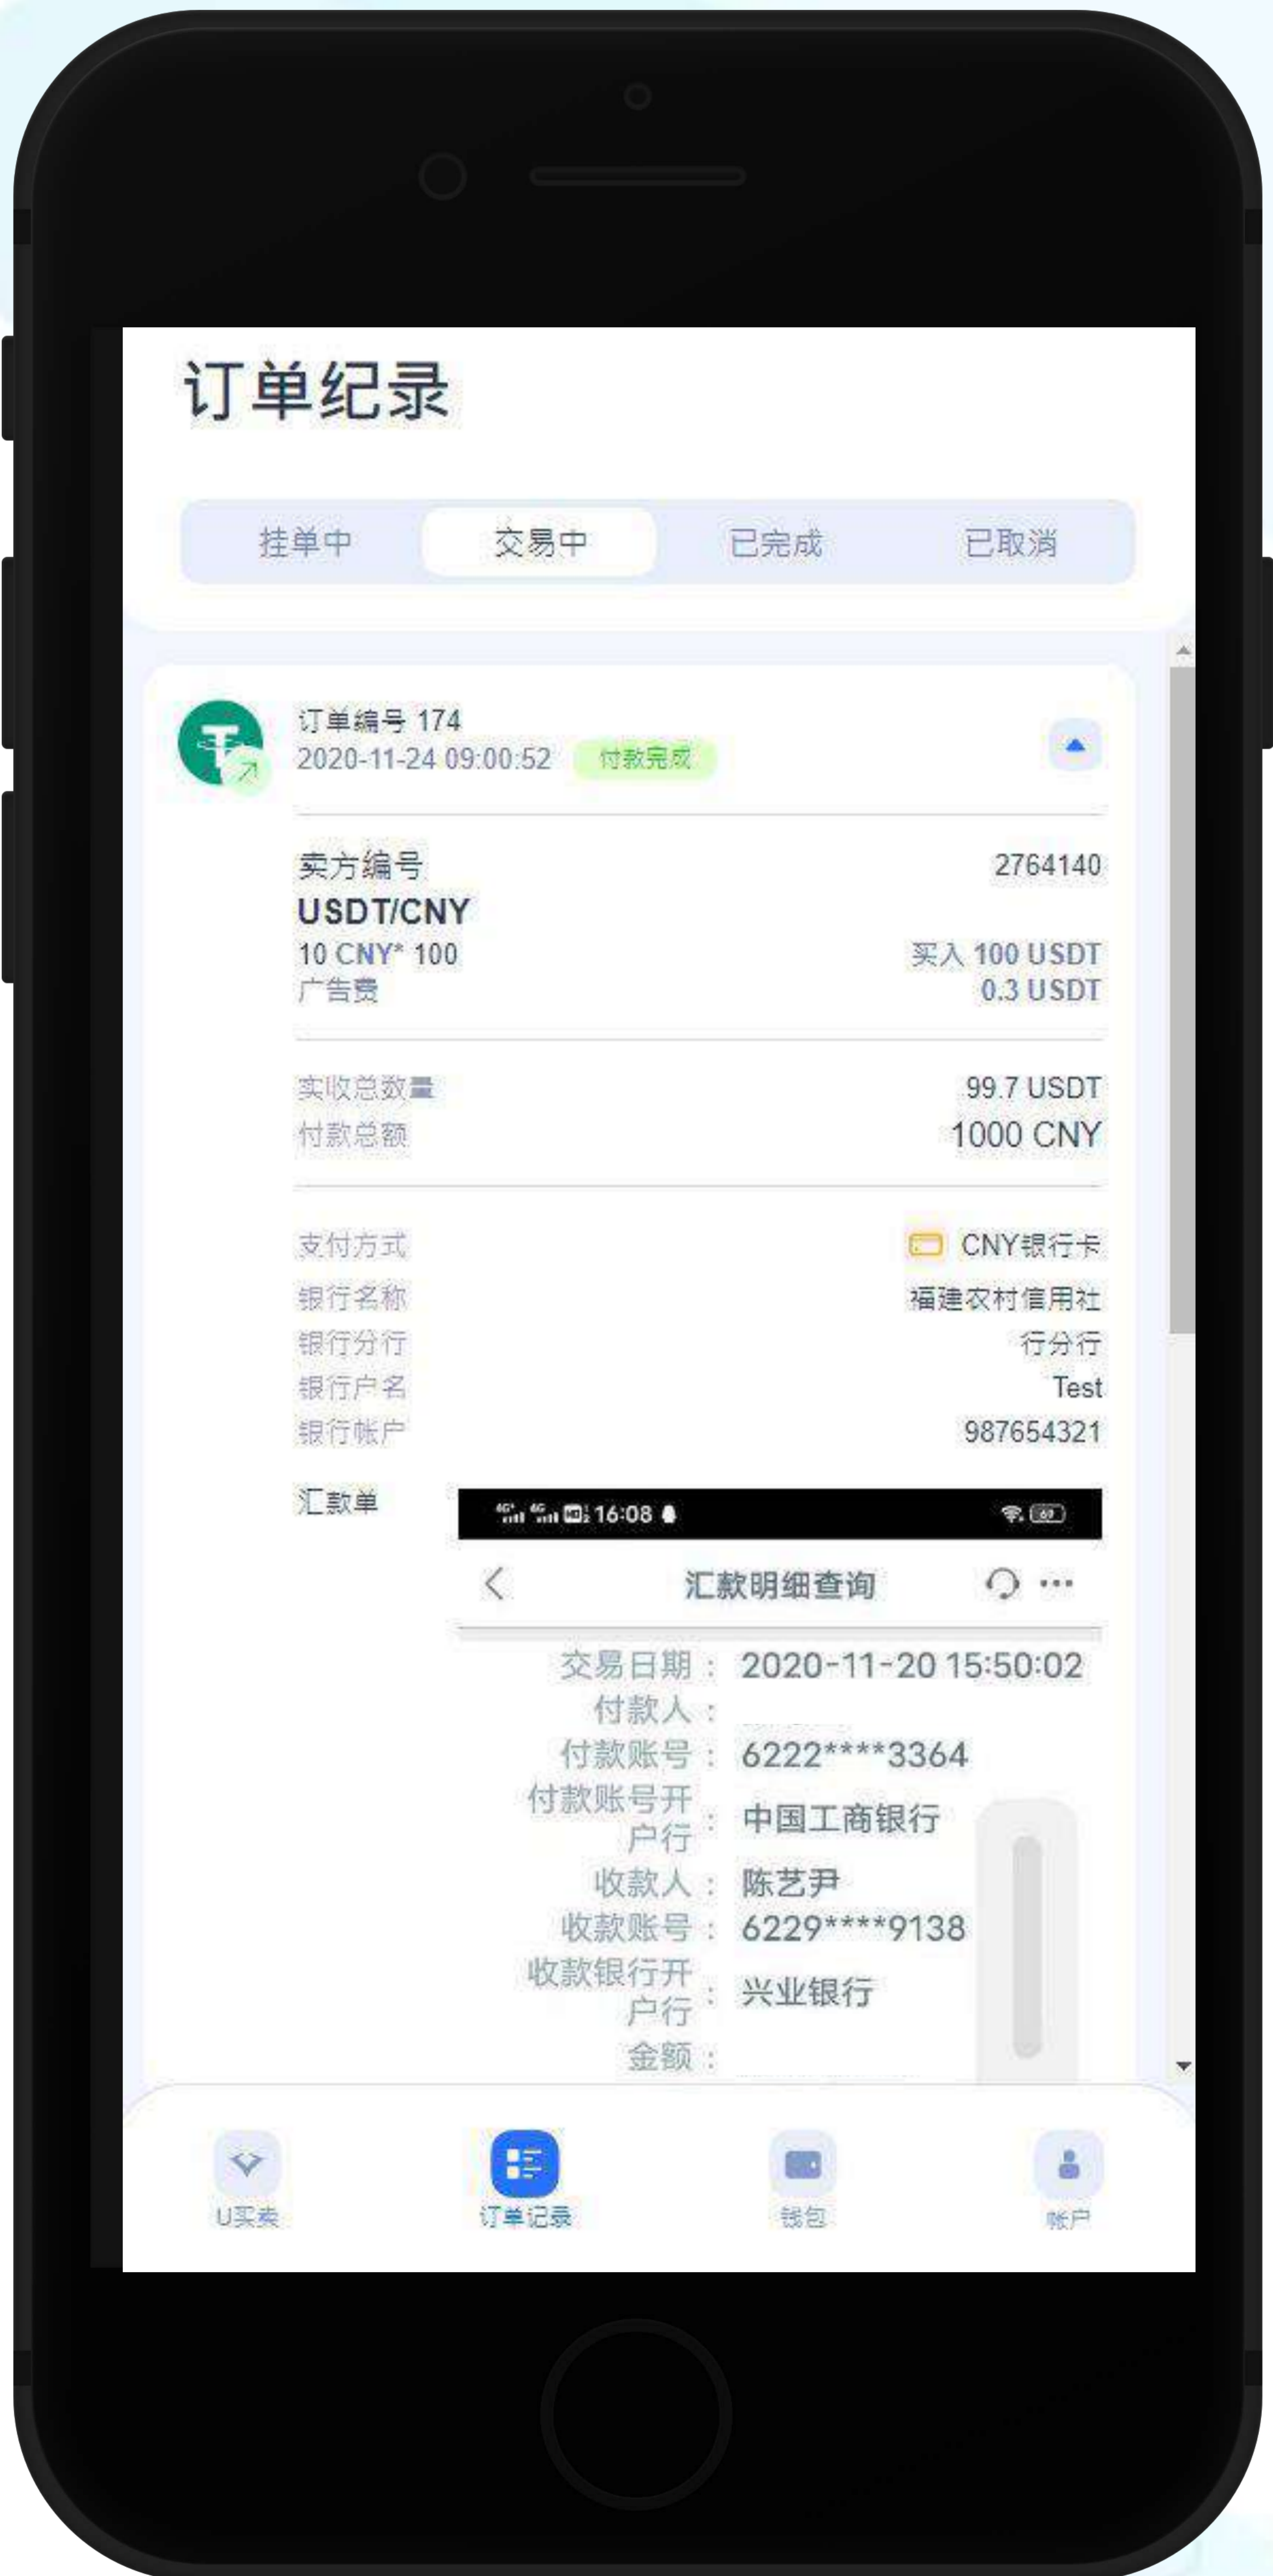 订单纪录
挂单中 交易中 已完成 已取消
订单编号 174
2020-11-24 09:00:52 付款完成
卖方编号 2764140
USDT/CNY
10 CNY* 100 买入 100 USDT
广告费 0.3 USDT
实收总数量 99.7 USDT
付款总额 1000 CNY
支付方式 CNY银行卡
银行名称 福建农村信用社
银行分行 行分行
银行户名 Test
银行帐户 987654321
汇款单
4G+ 4G HD 16:08 69
汇款明细查询
交易日期： 2020-11-20 15:50:02
付款人：
付款账号： 6222****3364
付款账号开户行： 中国工商银行
收款人： 陈艺尹
收款账号： 6229****9138
收款银行开户行： 兴业银行
金额：
U买卖 订单记录 钱包 帐户